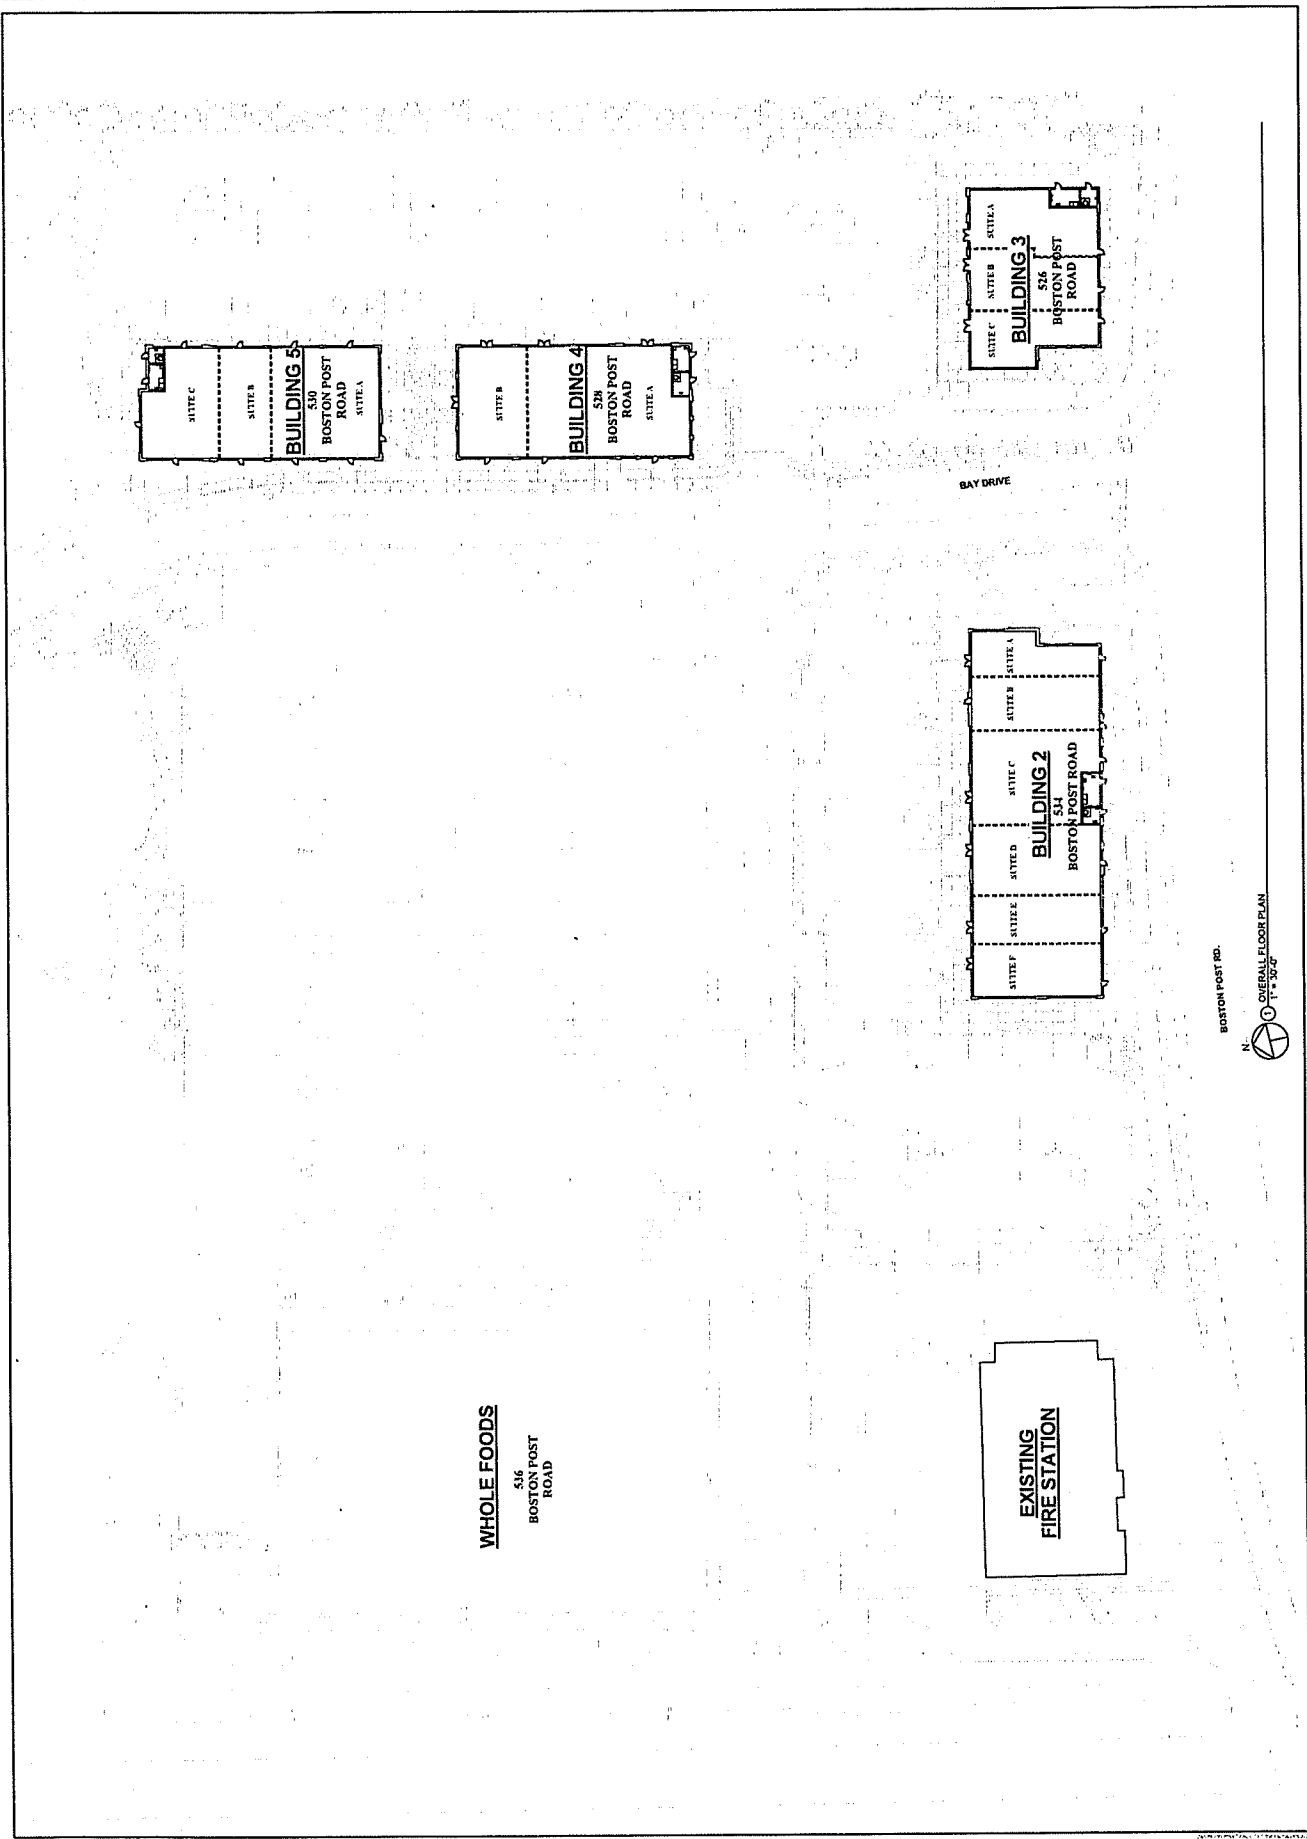 SUITE C
SUITE B
BUILDING 5
530
BOSTON POST
ROAD
SUITE A
WHOLE FOODS
536
BOSTON POST
ROAD
SUITE B
BUILDING 4
528
BOSTON POST
ROAD
SUITE A
EXISTING
FIRE STATION
SUITE F SUITE E SUITE D SUITE C SUITE B SUITE A
BUILDING 2
534
BOSTON POST ROAD
BAY DRIVE
SUITE C SUITE B SUITE A
BUILDING 3
526
BOSTON POST
ROAD
BOSTON POST RD.
N
1 OVERALL FLOOR PLAN
1" = 30'-0"